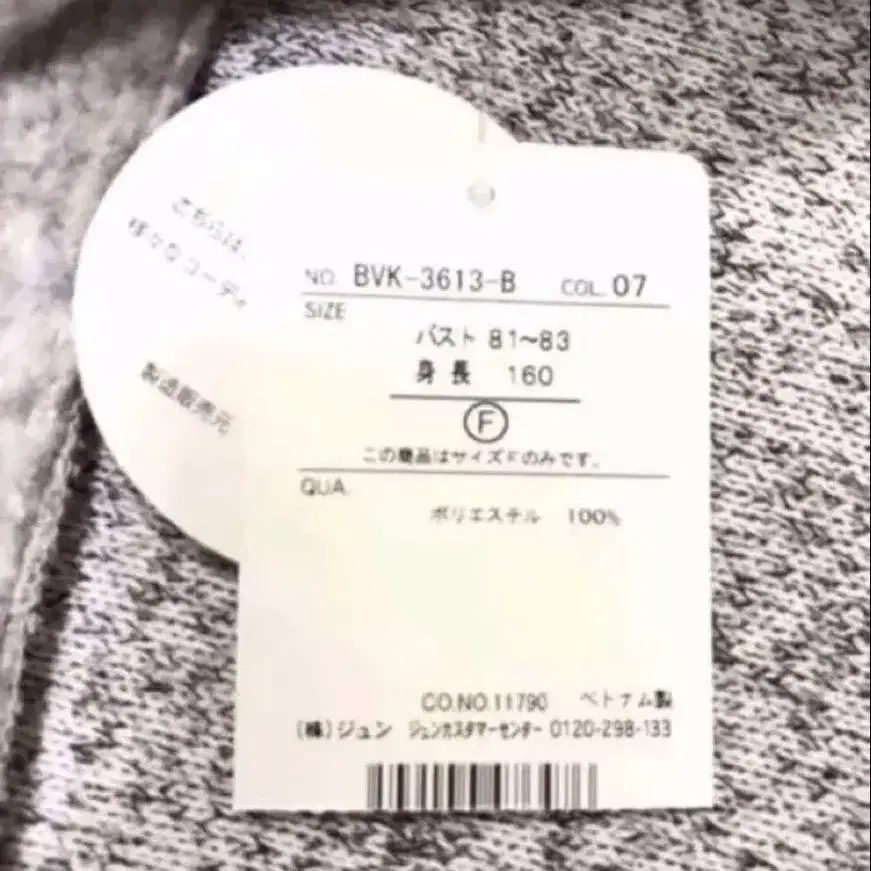 こちらは、
様々なコーディ
製造販売元
NO. BVK-3613-B COL. 07
SIZE
バスト 81~83
身長 160
F
この商品はサイズFのみです。
QUA.
ポリエステル 100%
CO.NO.11790 ベトナム製
(株)ジュン ジュンカスタマーセンター 0120-298-133